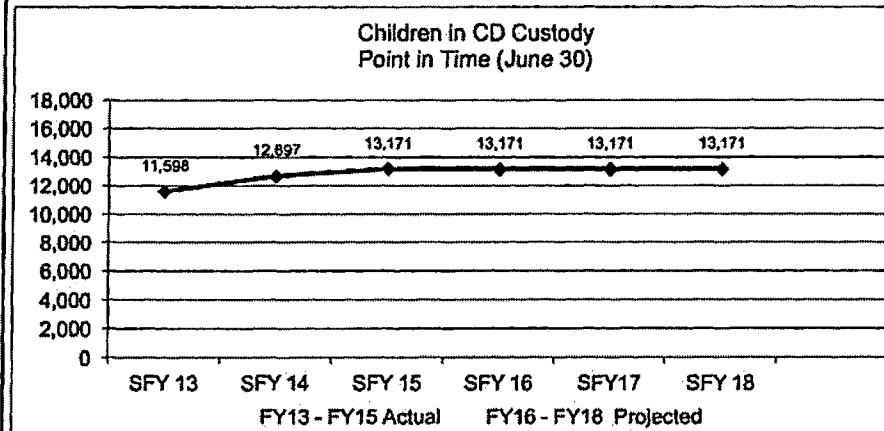 Children in CD Custody
Point in Time (June 30)
18,000
16,000
14,000
12,000
10,000
8,000
6,000
4,000
2,000
0
11,598
12,697
13,171
13,171
13,171
13,171
SFY 13
SFY 14
SFY 15
SFY 16
SFY17
SFY 18
FY13 - FY15 Actual
FY16 - FY18 Projected